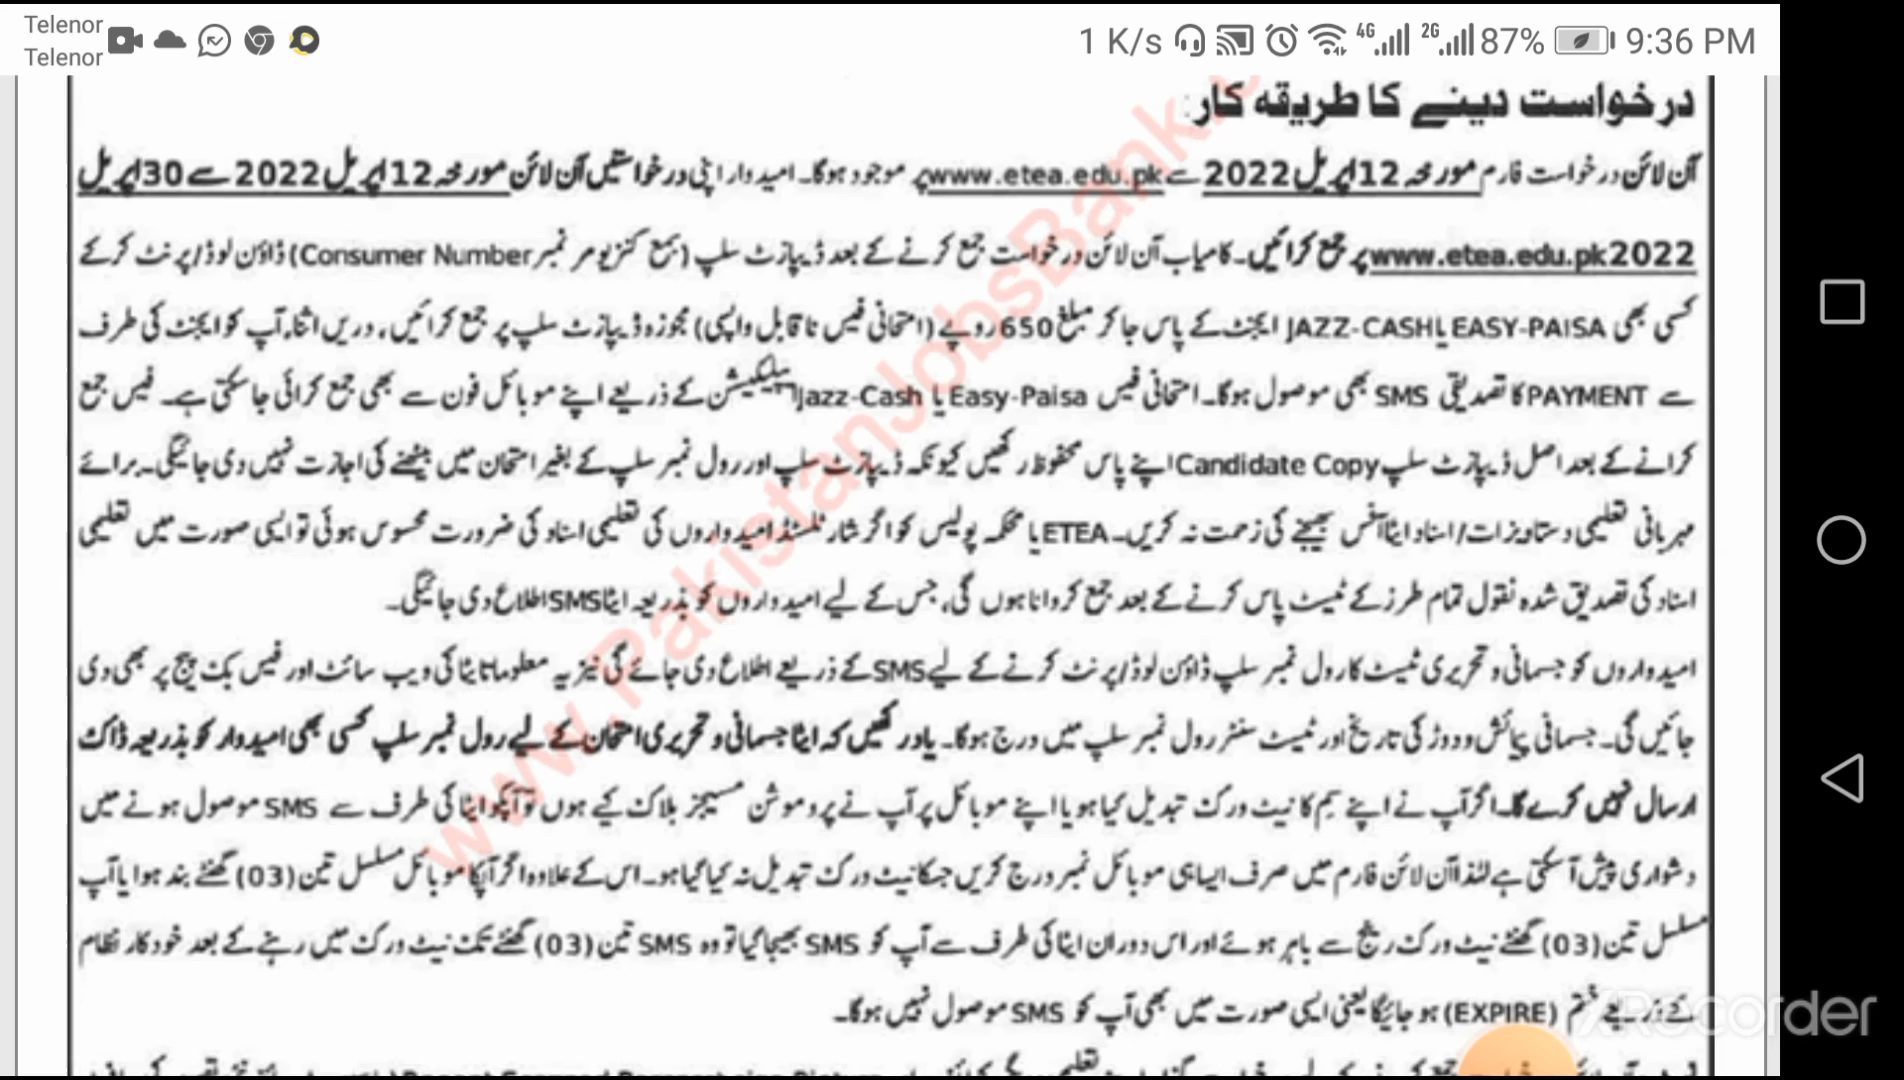 Telenor
Telenor
1 K/s 4G 2G 87% 9:36 PM
درخواست دینے کا طریقہ کار:
آن لائن درخواست فارم مورخہ 12 اپریل 2022 سے www.etea.edu.pk پر موجود ہوگا۔ امیدوار اپنی درخواستیں آن لائن مورخہ 12 اپریل 2022 سے 30 اپریل
2022 www.etea.edu.pk پر جمع کرائیں۔ کامیاب آن لائن درخواست جمع کرنے کے بعد ڈیپازٹ سلپ (بمع کنزیومر نمبر Consumer Number) ڈاؤن لوڈ/پرنٹ کرکے
کسی بھی EASY-PAISA یا JAZZ-CASH ایجنٹ کے پاس جاکر مبلغ 650 روپے (امتحانی فیس ناقابل واپسی) مجوزہ ڈیپازٹ سلپ پر جمع کرائیں، دریں اثناء آپ کو ایجنٹ کی طرف
سے PAYMENT کا تصدیقی SMS بھی موصول ہوگا۔ امتحانی فیس Easy-Paisa یا Jazz-Cash ایپلیکیشن کے ذریعے اپنے موبائل فون سے بھی جمع کرائی جاسکتی ہے۔ فیس جمع
کرانے کے بعد اصل ڈیپازٹ سلپ Candidate Copy اپنے پاس محفوظ رکھیں کیونکہ ڈیپازٹ سلپ اور رول نمبر سلپ کے بغیر امتحان میں بیٹھنے کی اجازت نہیں دی جائیگی۔ برائے
مہربانی تعلیمی دستاویزات/اسناد ایٹا آفس بھیجنے کی زحمت نہ کریں۔ ETEA یا محکمہ پولیس کو اگر شارٹ لسٹڈ امیدواروں کی تعلیمی اسناد کی ضرورت محسوس ہوئی تو ایسی صورت میں تعلیمی
اسناد کی تصدیق شدہ نقول تمام طرز کے ٹیسٹ پاس کرنے کے بعد جمع کروانا ہوں گی، جس کے لیے امیدواروں کو بذریعہ ایٹا SMS اطلاع دی جائیگی۔
امیدواروں کو جسمانی و تحریری ٹیسٹ کا رول نمبر سلپ ڈاؤن لوڈ/پرنٹ کرنے کے لیے SMS کے ذریعے اطلاع دی جائے گی نیز یہ معلومات ایٹا کی ویب سائٹ اور فیس بک پیج پر بھی دی
جائیں گی۔ جسمانی پیمائش و دوڑ کی تاریخ اور ٹیسٹ سنٹر رول نمبر سلپ میں درج ہوگا۔ یاد رکھیں کہ ایٹا جسمانی و تحریری امتحان کے لیے رول نمبر سلپ کسی بھی امیدوار کو بذریعہ ڈاک
ارسال نہیں کرے گا۔ اگر آپ نے اپنے سم کا نیٹ ورک تبدیل کیا ہو یا اپنے موبائل پر آپ نے پروموشن مسیجز بلاک کیے ہوں تو آپکو ایٹا کی طرف سے SMS موصول ہونے میں
دشواری پیش آسکتی ہے لہٰذا آن لائن فارم میں صرف ایسا ہی موبائل نمبر درج کریں جسکا نیٹ ورک تبدیل نہ کیا گیا ہو۔ اس کے علاوہ اگر آپکا موبائل مسلسل تین (03) گھنٹے بند ہوا یا آپ
مسلسل تین (03) گھنٹے نیٹ ورک رینج سے باہر ہوئے اور اس دوران ایٹا کی طرف سے آپ کو SMS بھیجا گیا تو وہ SMS تین (03) گھنٹے تک نیٹ ورک میں رہنے کے بعد خودکار نظام
کے ذریعے ختم (EXPIRE) ہو جائیگا یعنی ایسی صورت میں بھی آپ کو SMS موصول نہیں ہوگا۔
www.PakistanJobsBank.
XRecorder